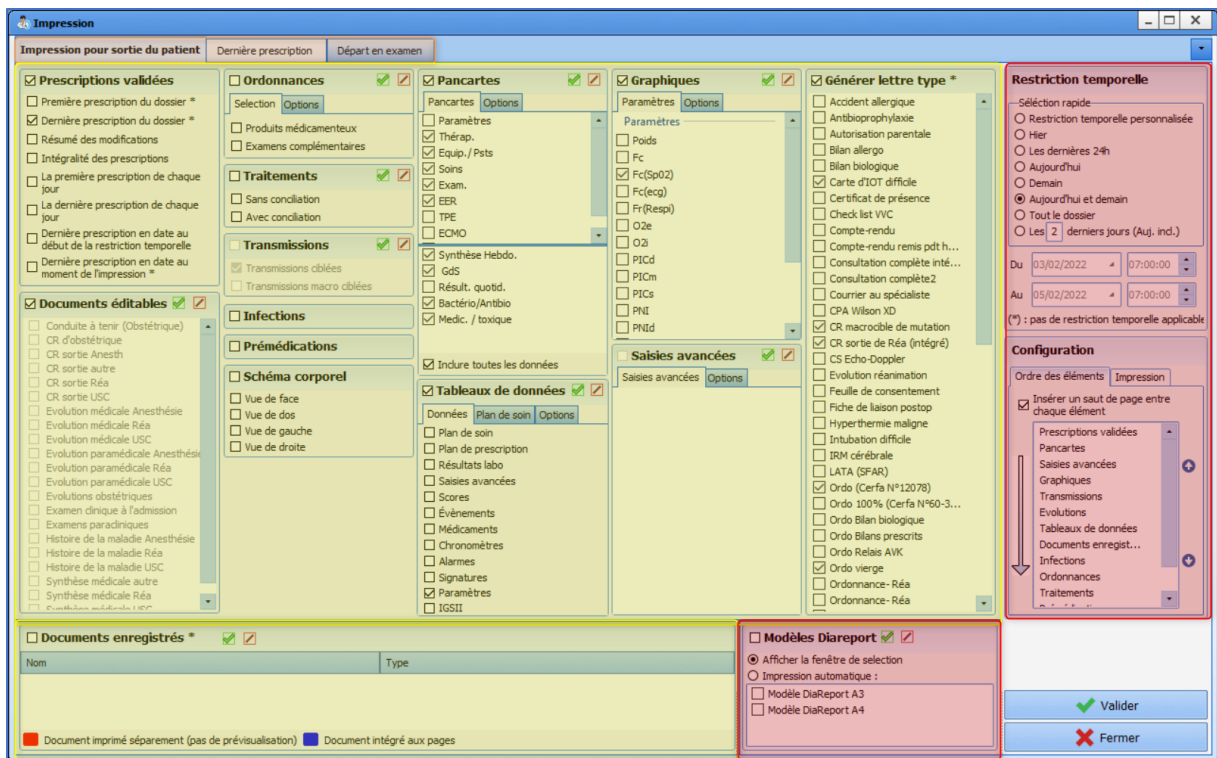 Impression
Impression pour sortie du patient
Dernière prescription
Départ en examen
Prescriptions validées
Première prescription du dossier *
Dernière prescription du dossier *
Résumé des modifications
Intégralité des prescriptions
La première prescription de chaque
jour
La dernière prescription de chaque
jour
Dernière prescription en date au
début de la restriction temporelle
Dernière prescription en date au
moment de l'impression *
Documents éditables
Conduite à tenir (Obstétrique)
CR d'obstétrique
CR sortie Anesth
CR sortie autre
CR sortie Réa
CR sortie USC
Evolution médicale Anesthésie
Evolution médicale Réa
Evolution médicale USC
Evolution paramédicale Anesthésie
Evolution paramédicale Réa
Evolution paramédicale USC
Evolutions obstétriques
Examen clinique à l'admission
Examens paracliniques
Histoire de la maladie Anesthésie
Histoire de la maladie Réa
Histoire de la maladie USC
Synthèse médicale autre
Synthèse médicale Réa
Synthèse médicale USC
Ordonnances
Selection Options
Produits médicamenteux
Examens complémentaires
Traitements
Sans conciliation
Avec conciliation
Transmissions
Transmissions ciblées
Transmissions macro ciblées
Infections
Prémédications
Schéma corporel
Vue de face
Vue de dos
Vue de gauche
Vue de droite
Pancartes
Pancartes Options
Paramètres
Thérap.
Equip./ Psts
Soins
Exam.
EER
TPE
ECMO
Synthèse Hebdo.
GdS
Résult. quotid.
Bactério/Antibio
Medic. / toxique
Inclure toutes les données
Tableaux de données
Données Plan de soin Options
Plan de soin
Plan de prescription
Résultats labo
Saisies avancées
Scores
Évènements
Médicaments
Chronomètres
Alarmes
Signatures
Paramètres
IGSII
Graphiques
Paramètres Options
Paramètres
Poids
Fc
Fc(Sp02)
Fc(ecg)
Fr(Respi)
O2e
O2i
PICd
PICm
PICs
PNI
PNId
Saisies avancées
Saisies avancées Options
Générer lettre type *
Accident allergique
Antibioprophylaxie
Autorisation parentale
Bilan allergo
Bilan biologique
Carte d'IOT difficile
Certificat de présence
Check list VVC
Compte-rendu
Compte-rendu remis pdt h...
Consultation complète inté...
Consultation complète2
Courrier au spécialiste
CPA Wilson XD
CR macrocible de mutation
CR sortie de Réa (intégré)
CS Echo-Doppler
Evolution réanimation
Feuille de consentement
Fiche de liaison postop
Hyperthermie maligne
Intubation difficile
IRM cérébrale
LATA (SFAR)
Ordo (Cerfa N°12078)
Ordo 100% (Cerfa N°60-3...
Ordo Bilan biologique
Ordo Bilans prescrits
Ordo Relais AVK
Ordo vierge
Ordonnance- Réa
Ordonnance- Réa
Restriction temporelle
Séléction rapide
Restriction temporelle personalisée
Hier
Les dernières 24h
Aujourd'hui
Demain
Aujourd'hui et demain
Tout le dossier
Les 2 derniers jours (Auj. incl.)
Du 03/02/2022 07:00:00
Au 05/02/2022 07:00:00
(*) : pas de restriction temporelle applicable
Configuration
Ordre des éléments Impression
Insérer un saut de page entre
chaque élément
Prescriptions validées
Pancartes
Saisies avancées
Graphiques
Transmissions
Evolutions
Tableaux de données
Documents enregist...
Infections
Ordonnances
Traitements
Documents enregistrés *
Nom Type
Document imprimé séparement (pas de prévisualisation) Document intégré aux pages
Modèles Diareport
Afficher la fenêtre de selection
Impression automatique :
Modèle DiaReport A3
Modèle DiaReport A4
Valider
Fermer